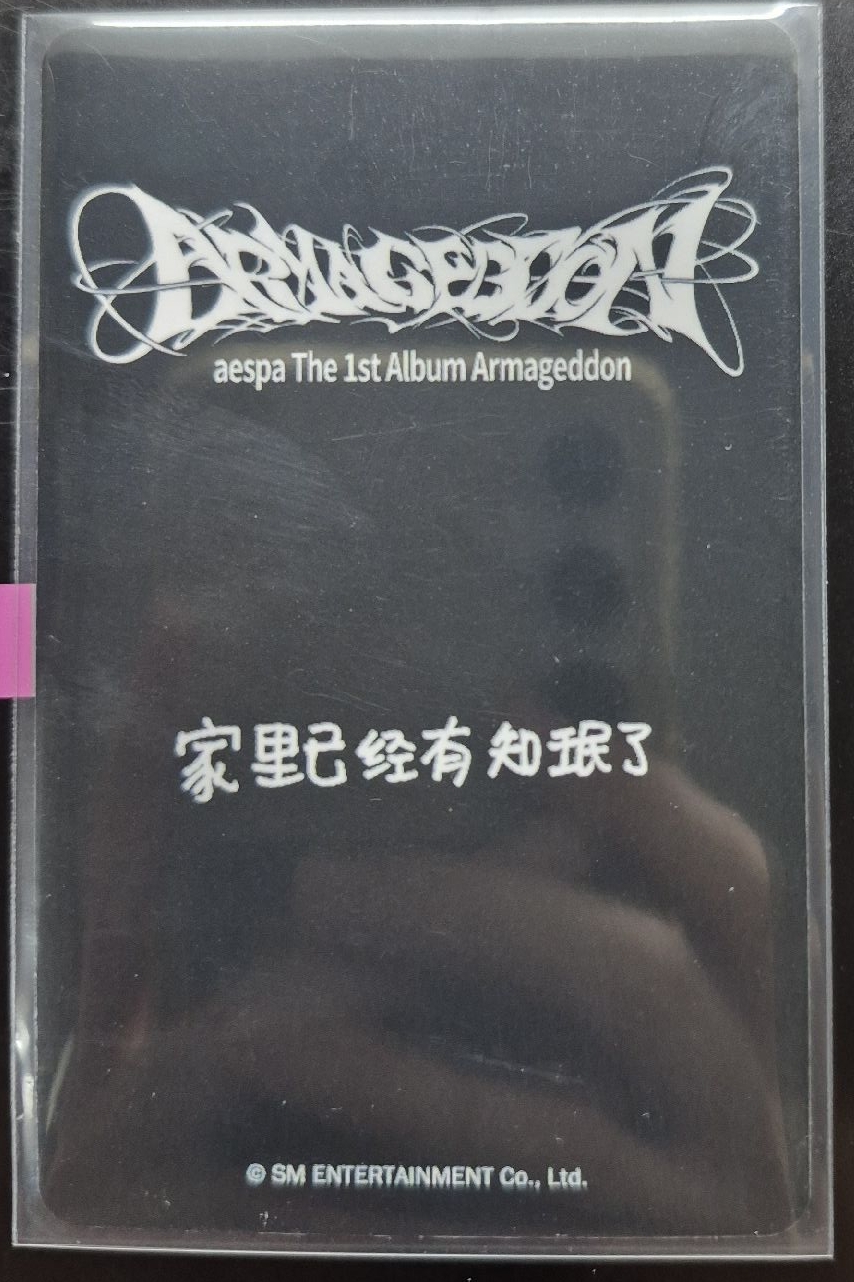 ARMAGEDDON
aespa The 1st Album Armageddon
家里已经有知珉了
© SM ENTERTAINMENT Co., Ltd.